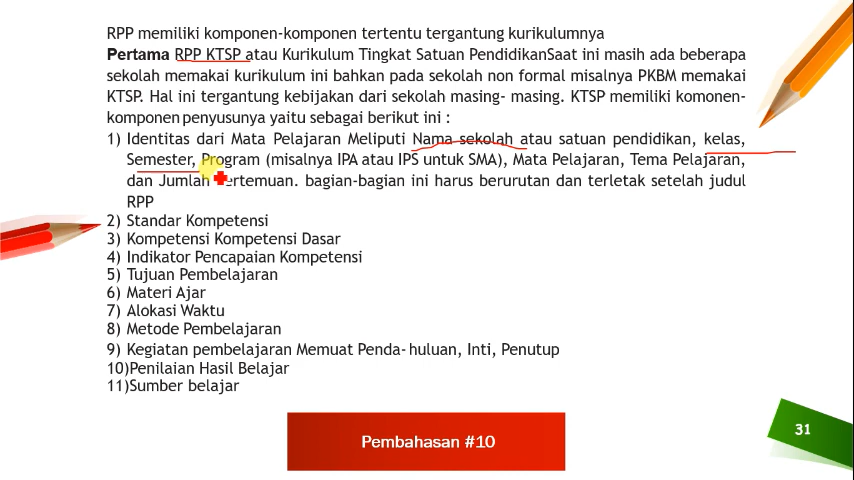 RPP memiliki komponen-komponen tertentu tergantung kurikulumnya
Pertama RPP KTSP atau Kurikulum Tingkat Satuan PendidikanSaat ini masih ada beberapa
sekolah memakai kurikulum ini bahkan pada sekolah non formal misalnya PKBM memakai
KTSP. Hal ini tergantung kebijakan dari sekolah masing- masing. KTSP memiliki komonen-
komponen penyusunya yaitu sebagai berikut ini :
1) Identitas dari Mata Pelajaran Meliputi Nama sekolah atau satuan pendidikan, kelas,
Semester, Program (misalnya IPA atau IPS untuk SMA), Mata Pelajaran, Tema Pelajaran,
dan Jumlah ertemuan. bagian-bagian ini harus berurutan dan terletak setelah judul
RPP
2) Standar Kompetensi
3) Kompetensi Kompetensi Dasar
4) Indikator Pencapaian Kompetensi
5) Tujuan Pembelajaran
6) Materi Ajar
7) Alokasi Waktu
8) Metode Pembelajaran
9) Kegiatan pembelajaran Memuat Penda- huluan, Inti, Penutup
10)Penilaian Hasil Belajar
11)Sumber belajar
Pembahasan #10
31